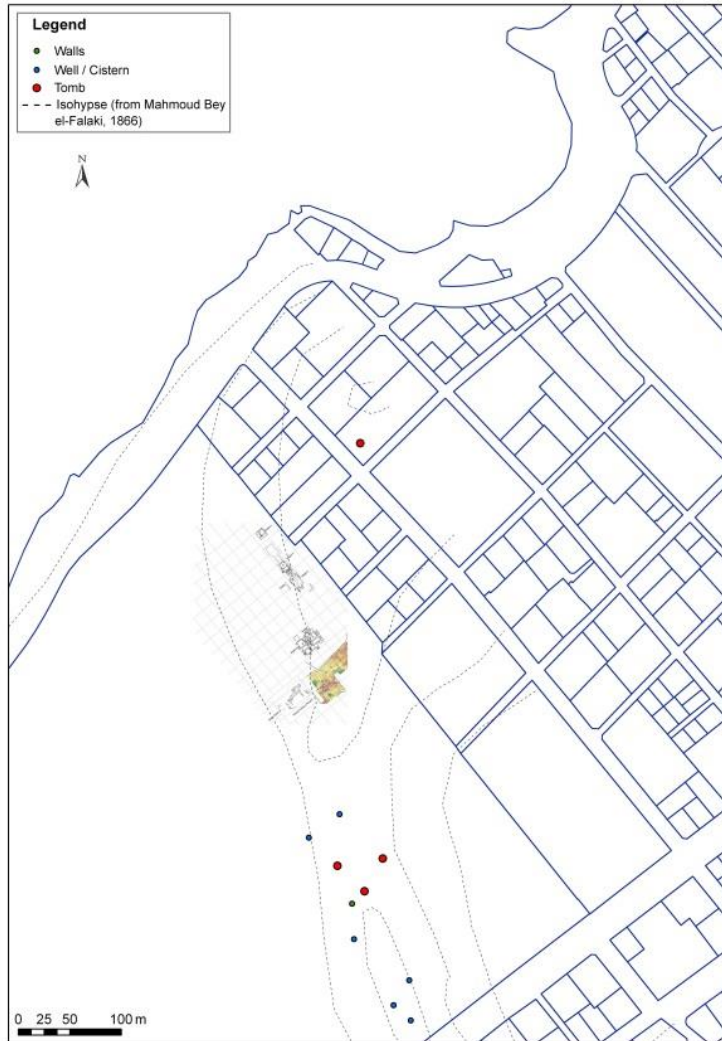 Legend
Walls
Well / Cistern
Tomb
Isohypse (from Mahmoud Bey
el-Falaki, 1866)
N
0 25 50 100 m